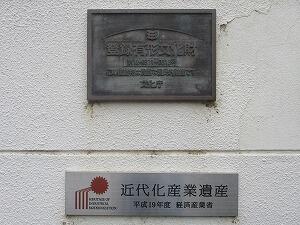 登録有形文化財
文化庁
近代化産業遺産
HERITAGE OF
INDUSTRIAL
MODERNIZATION
平成19年度 経済産業省